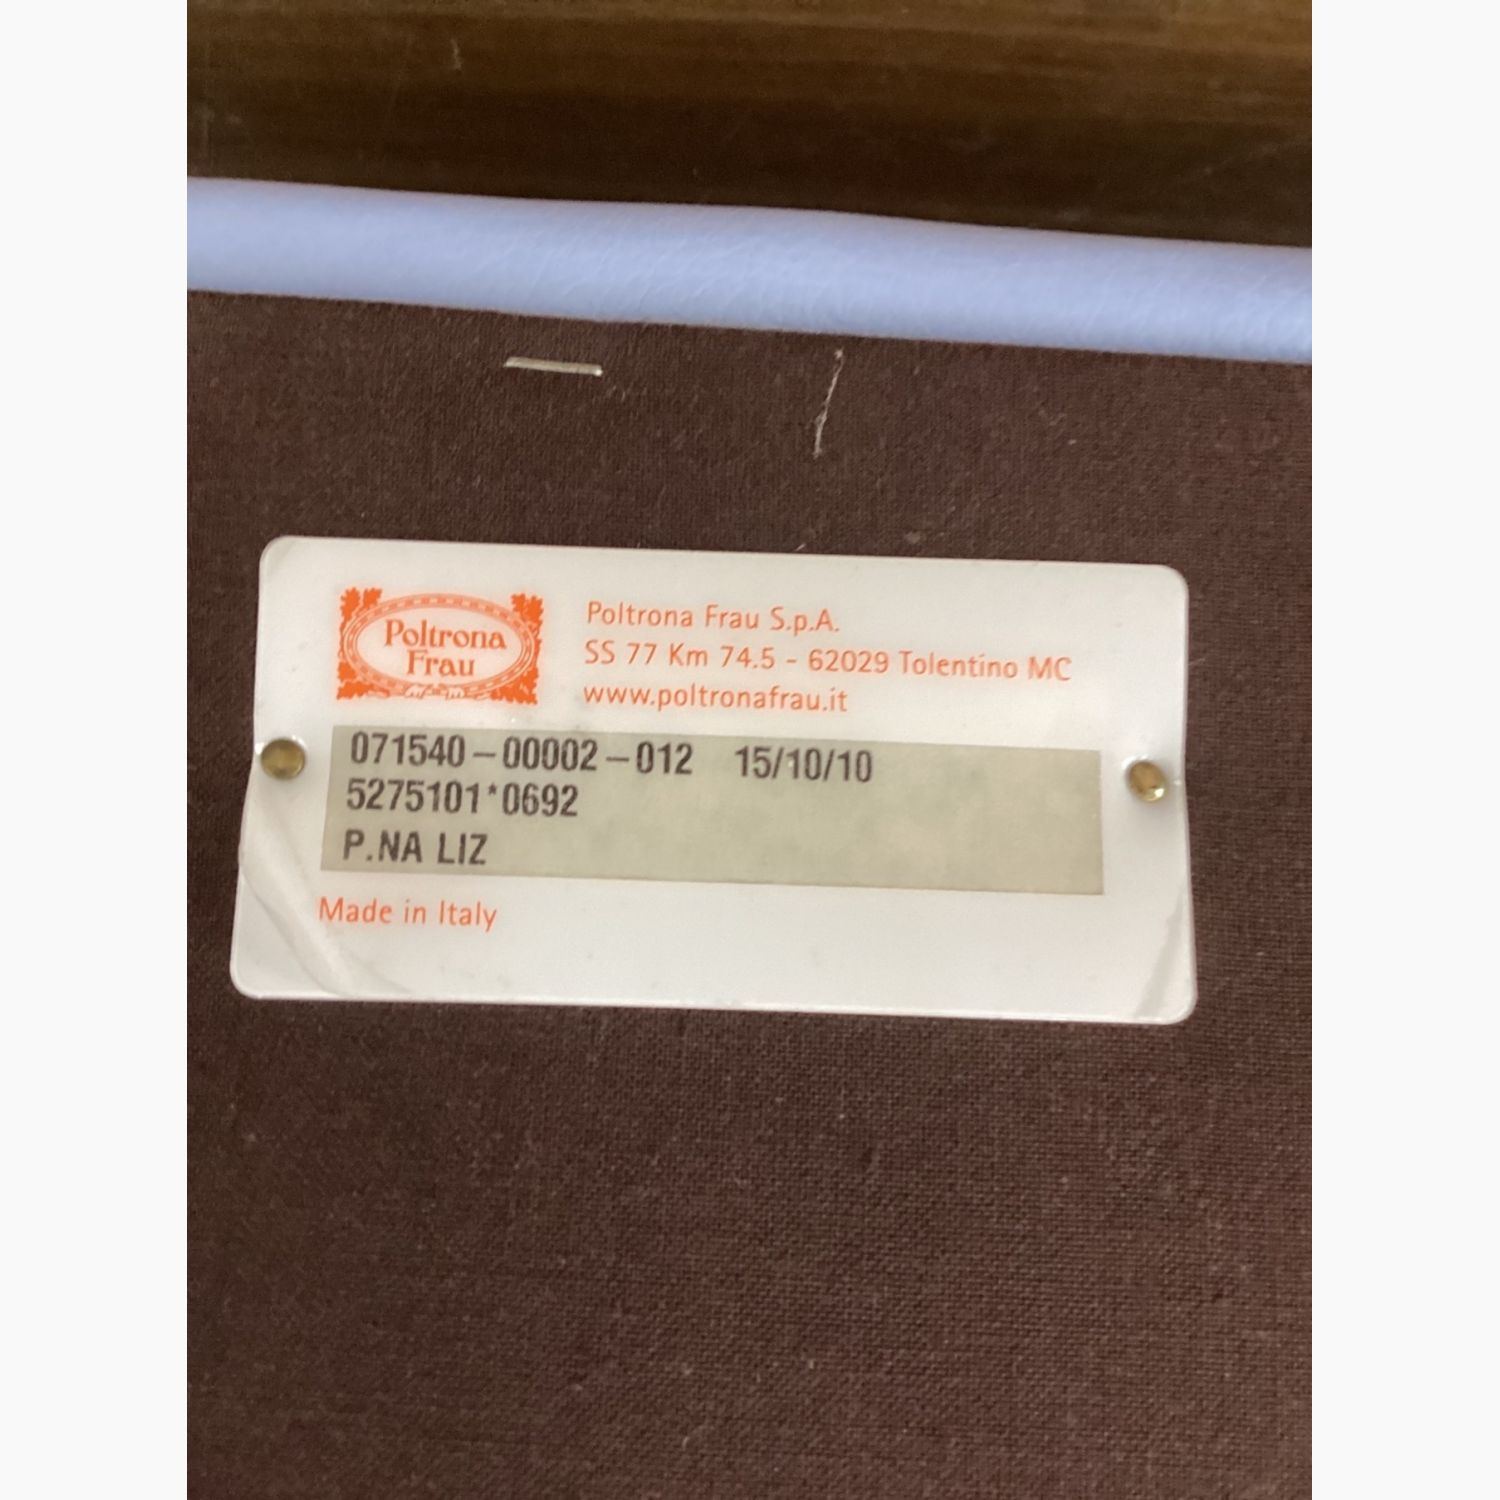 Poltrona
Frau
Poltrona Frau S.p.A.
SS 77 Km 74.5 - 62029 Tolentino MC
www.poltronafrau.it
071540-00002-012 15/10/10
5275101*0692
P.NA LIZ
Made in Italy